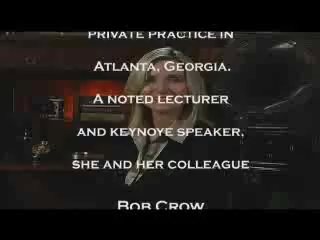 PRIVATE PRACTICE IN
ATLANTA, GEORGIA.
A NOTED LECTURER
AND KEYNOYE SPEAKER,
SHE AND HER COLLEAGUE
BOB CROW